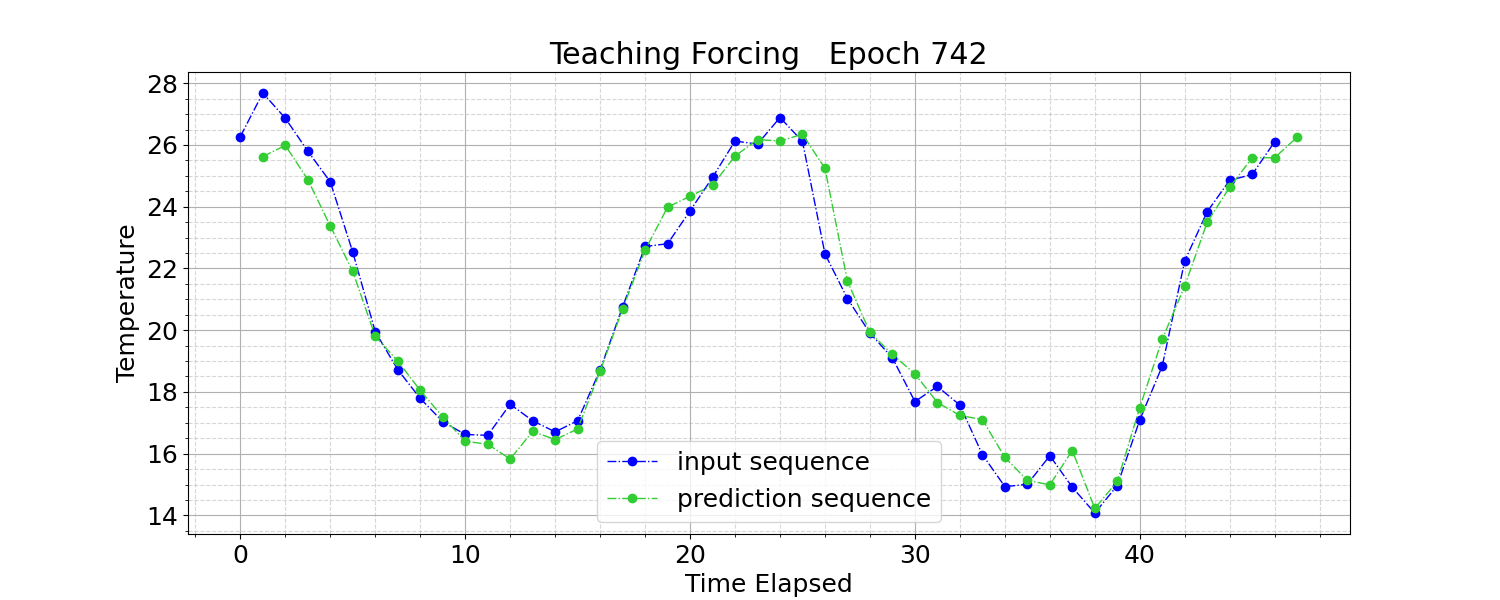 Teaching Forcing   Epoch 742
28
26
24
22
20
18
16
14
Temperature
input sequence
prediction sequence
0 10 20 30 40
Time Elapsed